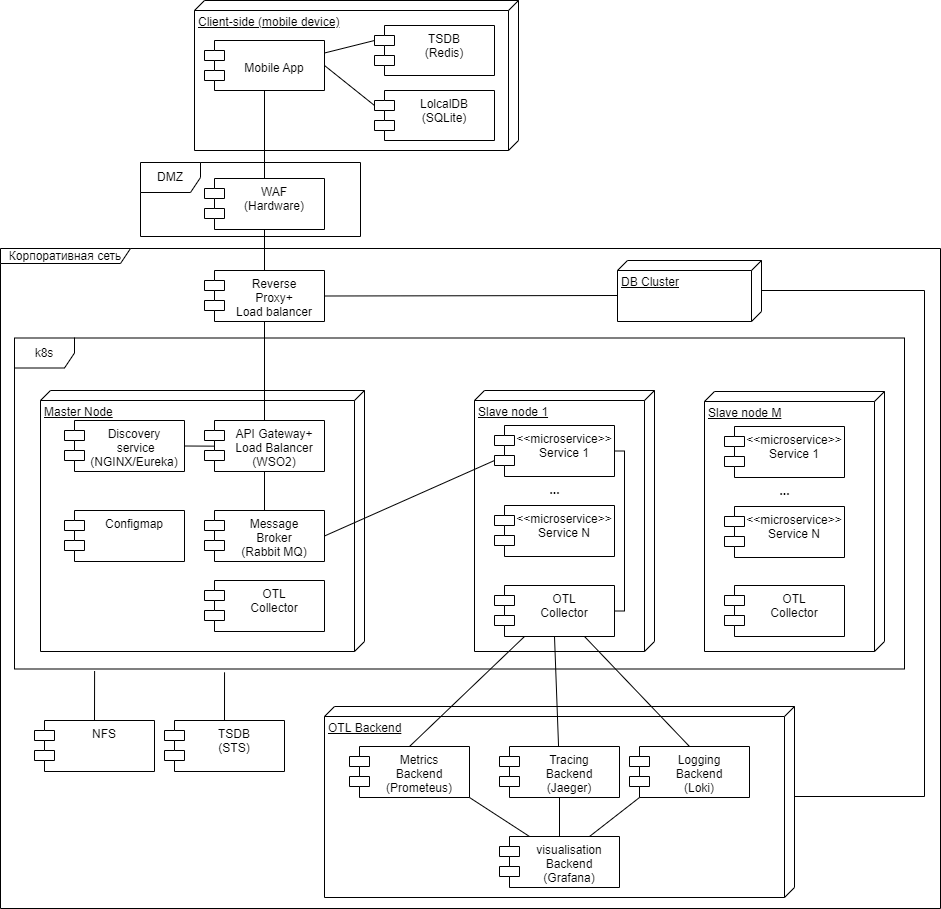 Client-side (mobile device)
Mobile App
TSDB
(Redis)
LolcalDB
(SQLite)
DMZ
WAF
(Hardware)
Корпоративная сеть
Reverse
Proxy+
Load balancer
DB Cluster
k8s
Master Node
Discovery
service
(NGINX/Eureka)
API Gateway+
Load Balancer
(WSO2)
Configmap
Message
Broker
(Rabbit MQ)
OTL
Collector
Slave node 1
<<microservice>>
Service 1
...
<<microservice>>
Service N
OTL
Collector
Slave node M
<<microservice>>
Service 1
...
<<microservice>>
Service N
OTL
Collector
NFS
TSDB
(STS)
OTL Backend
Metrics
Backend
(Prometeus)
Tracing
Backend
(Jaeger)
Logging
Backend
(Loki)
visualisation
Backend
(Grafana)